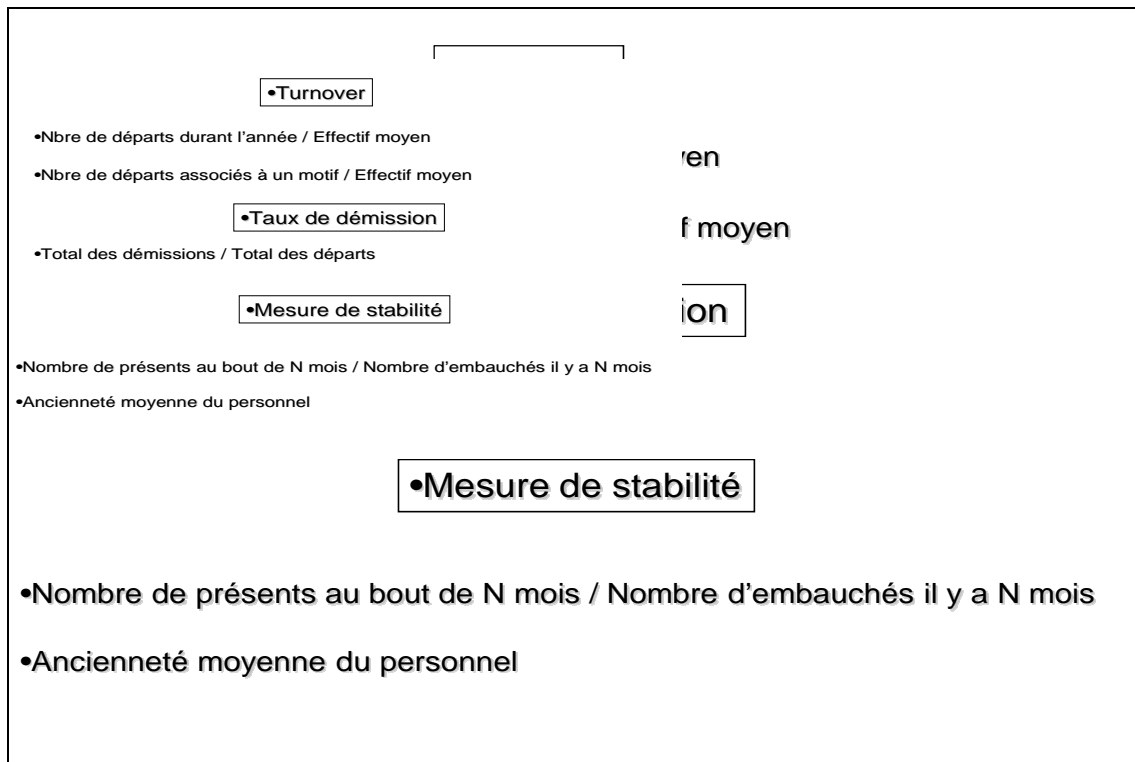 •Turnover
•Nbre de départs durant l'année / Effectif moyen
•Nbre de départs associés à un motif / Effectif moyen
moyen
•Taux de démission
•Total des démissions / Total des départs
•Mesure de stabilité
•Nombre de présents au bout de N mois / Nombre d'embauchés il y a N mois
•Ancienneté moyenne du personnel
•Mesure de stabilité
•Nombre de présents au bout de N mois / Nombre d'embauchés il y a N mois
•Ancienneté moyenne du personnel